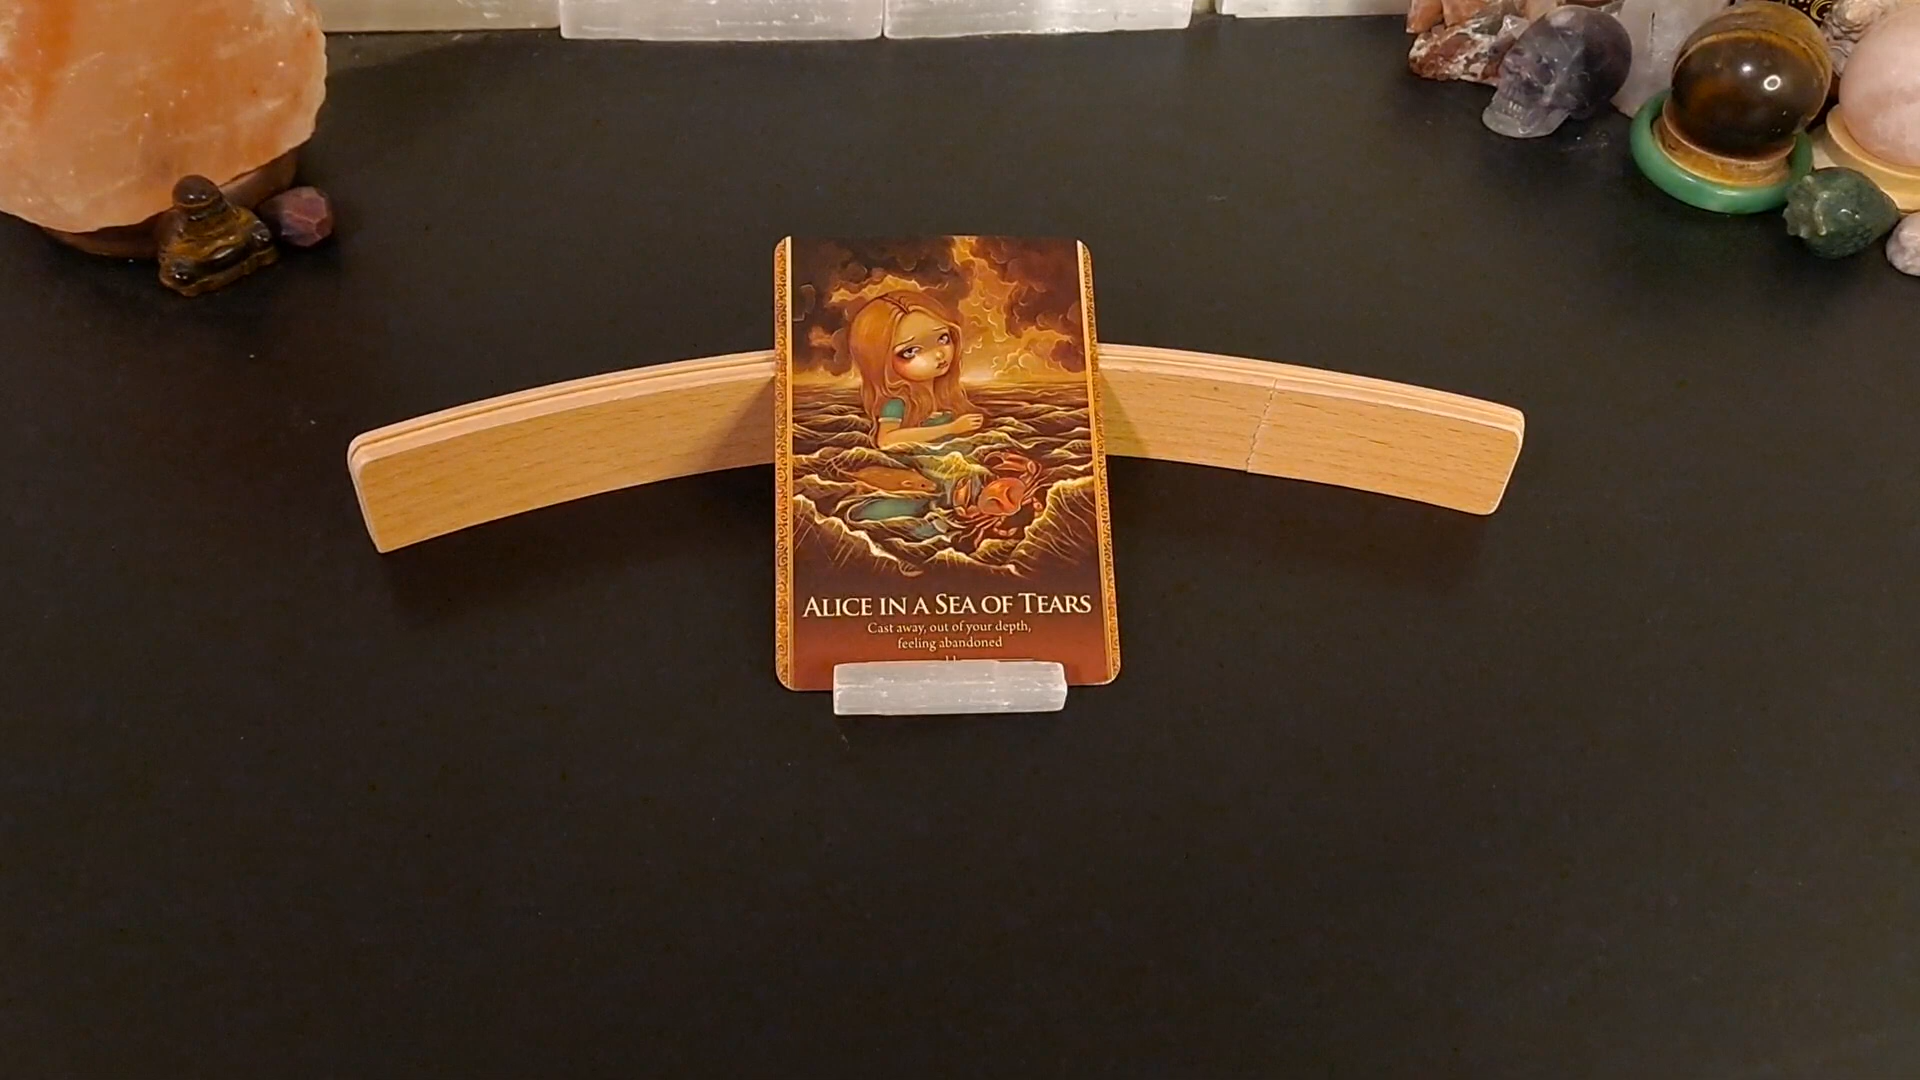 ALICE IN A SEA OF TEARS
Cast away, out of your depth,
feeling abandoned